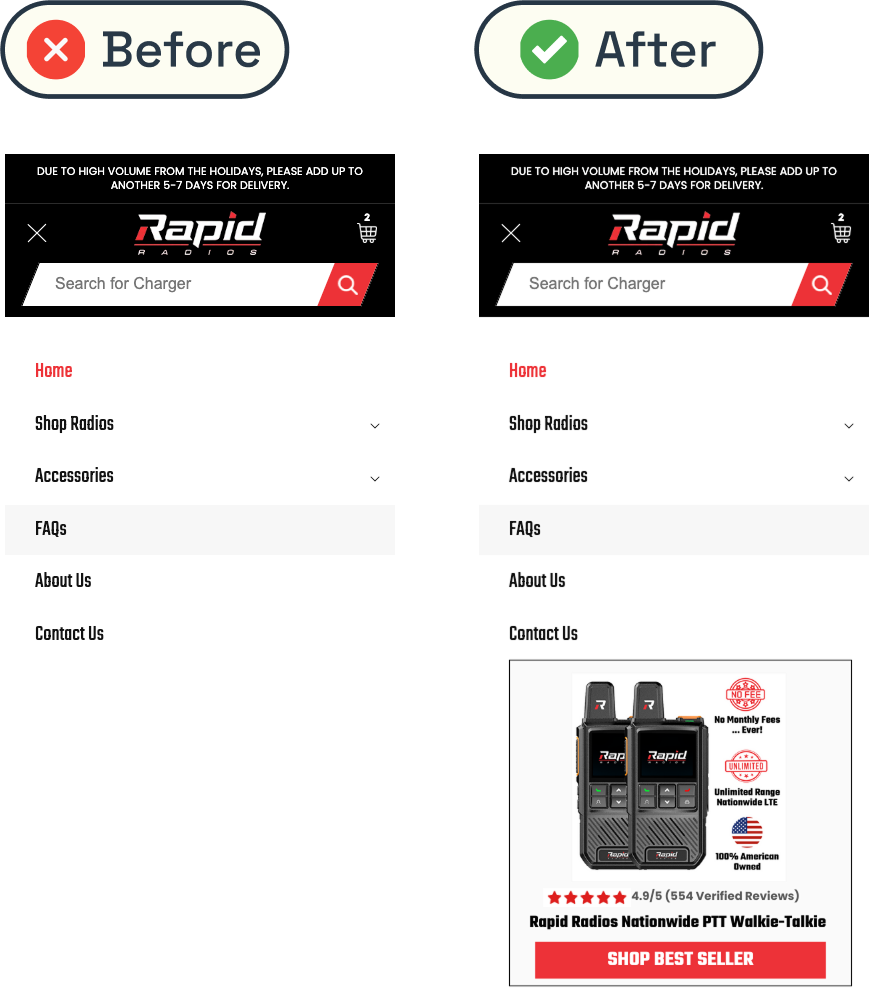 Before
After
DUE TO HIGH VOLUME FROM THE HOLIDAYS, PLEASE ADD UP TO
ANOTHER 5-7 DAYS FOR DELIVERY.
2
Rapid
RADIOS
Search for Charger
Home
Shop Radios
Accessories
FAQs
About Us
Contact Us
DUE TO HIGH VOLUME FROM THE HOLIDAYS, PLEASE ADD UP TO
ANOTHER 5-7 DAYS FOR DELIVERY.
2
Rapid
RADIOS
Search for Charger
Home
Shop Radios
Accessories
FAQs
About Us
Contact Us
R
R
Rap
Rapid
RADIOS
Rapid
Rapid
NO FEE
No Monthly Fees
... Ever!
UNLIMITED
Unlimited Range
Nationwide LTE
100% American
Owned
4.9/5 (554 Verified Reviews)
Rapid Radios Nationwide PTT Walkie-Talkie
SHOP BEST SELLER